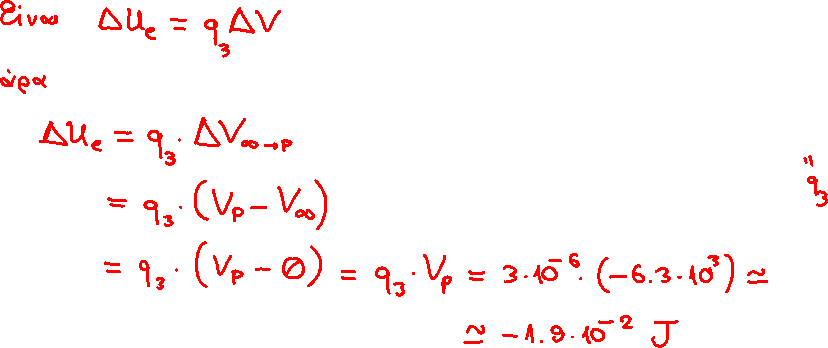 Είναι ΔU_e = q_3 ΔV
άρα
ΔU_e = q_3 · ΔV_{∞→P}
= q_3 · (V_P − V_∞)
" q_3
= q_3 · (V_P − 0) = q_3 · V_P = 3·10^{-6} · (−6.3·10^3) ≃
≃ −1.9·10^{-2} J